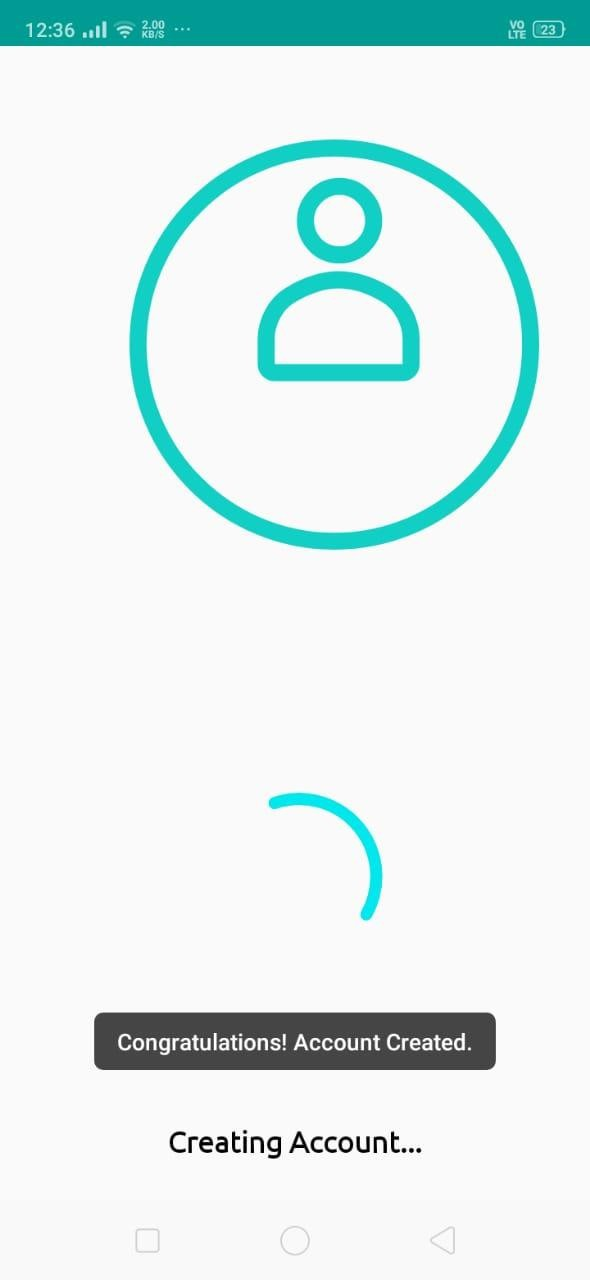 12:36 2.00 KB/S ... VO LTE 23
Congratulations! Account Created.
Creating Account...